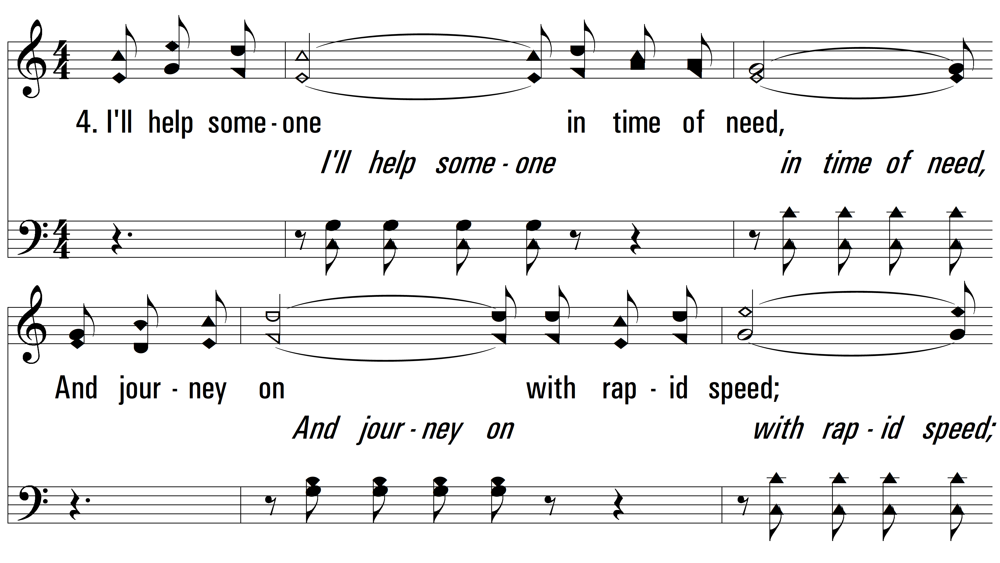 4. I'll help some - one in time of need,
I'll help some - one in time of need,
And jour - ney on with rap - id speed;
And jour - ney on with rap - id speed;